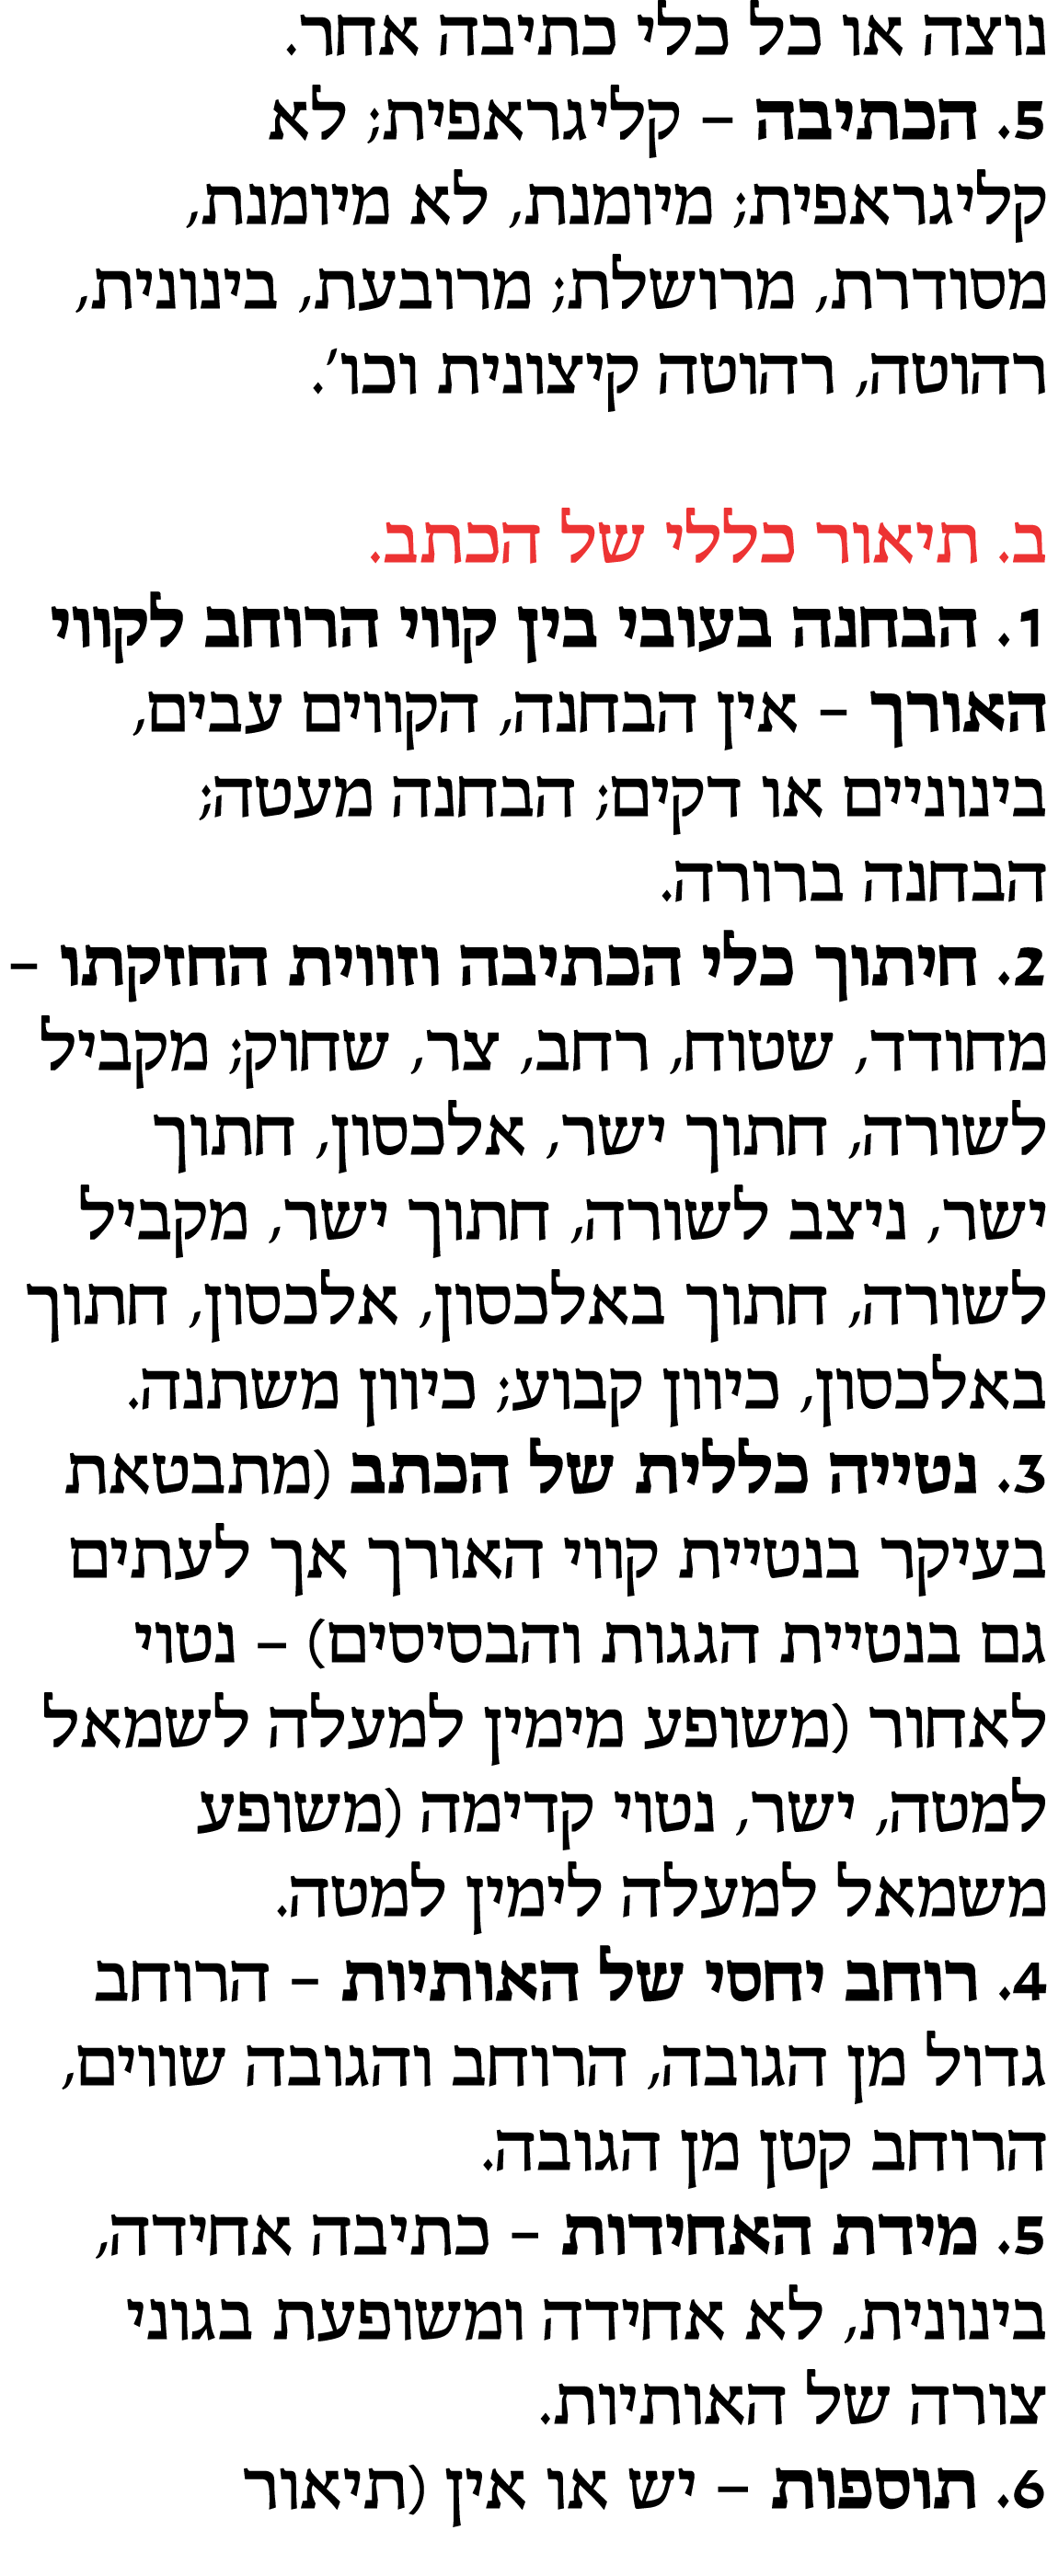 נוצה או כל כלי כתיבה אחר.
5. הכתיבה – קליגראפית; לא
קליגראפית; מיומנת, לא מיומנת,
מסודרת, מרושלת; מרובעת, בינונית,
רהוטה, רהוטה קיצונית וכו'.
ב. תיאור כללי של הכתב.
1. הבחנה בעובי בין קווי הרוחב לקווי
האורך – אין הבחנה, הקווים עבים,
בינוניים או דקים; הבחנה מעטה;
הבחנה ברורה.
2. חיתוך כלי הכתיבה וזווית החזקתו –
מחודד, שטוח, רחב, צר, שחוק; מקביל
לשורה, חתוך ישר, אלכסון, חתוך
ישר, ניצב לשורה, חתוך ישר, מקביל
לשורה, חתוך באלכסון, אלכסון, חתוך
באלכסון, כיוון קבוע; כיוון משתנה.
3. נטייה כללית של הכתב (מתבטאת
בעיקר בנטיית קווי האורך אך לעתים
גם בנטיית הגגות והבסיסים) – נטוי
לאחור (משופע מימין למעלה לשמאל
למטה, ישר, נטוי קדימה (משופע
משמאל למעלה לימין למטה.
4. רוחב יחסי של האותיות – הרוחב
גדול מן הגובה, הרוחב והגובה שווים,
הרוחב קטן מן הגובה.
5. מידת האחידות – כתיבה אחידה,
בינונית, לא אחידה ומשופעת בגוני
צורה של האותיות.
6. תוספות – יש או אין (תיאור